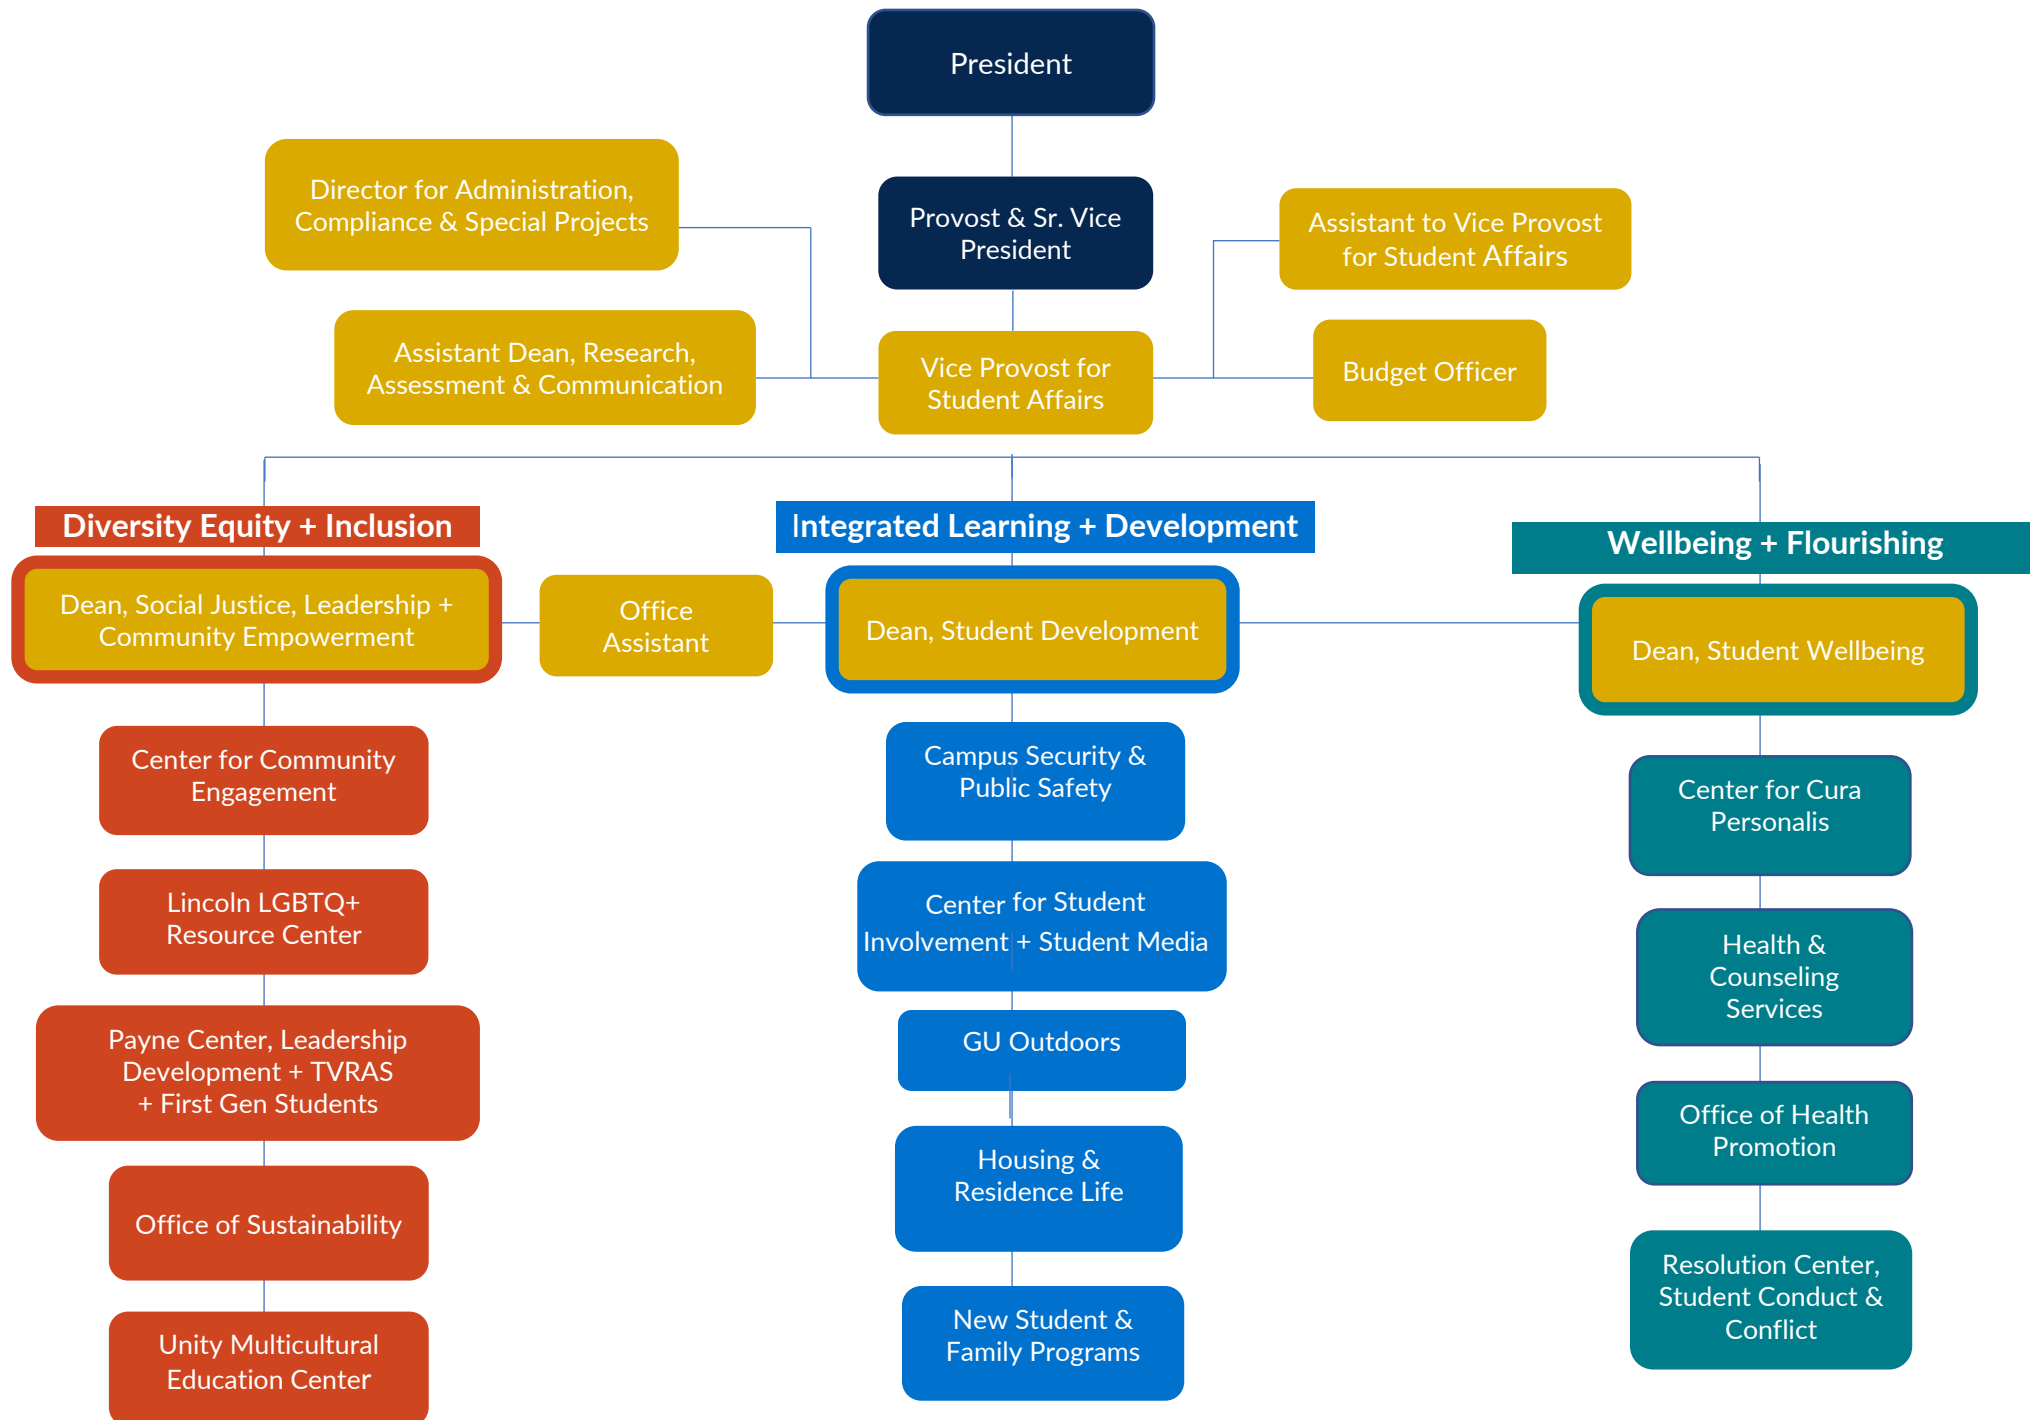 President
Director for Administration,
Compliance & Special Projects
Provost & Sr. Vice
President
Assistant to Vice Provost
for Student Affairs
Assistant Dean, Research,
Assessment & Communication
Vice Provost for
Student Affairs
Budget Officer
Diversity Equity + Inclusion
Dean, Social Justice, Leadership +
Community Empowerment
Office
Assistant
Integrated Learning + Development
Dean, Student Development
Wellbeing + Flourishing
Dean, Student Wellbeing
Center for Community
Engagement
Lincoln LGBTQ+
Resource Center
Payne Center, Leadership
Development + TVRAS
+ First Gen Students
Office of Sustainability
Unity Multicultural
Education Center
Campus Security &
Public Safety
Center for Student
Involvement + Student Media
GU Outdoors
Housing &
Residence Life
New Student &
Family Programs
Center for Cura
Personalis
Health &
Counseling
Services
Office of Health
Promotion
Resolution Center,
Student Conduct &
Conflict